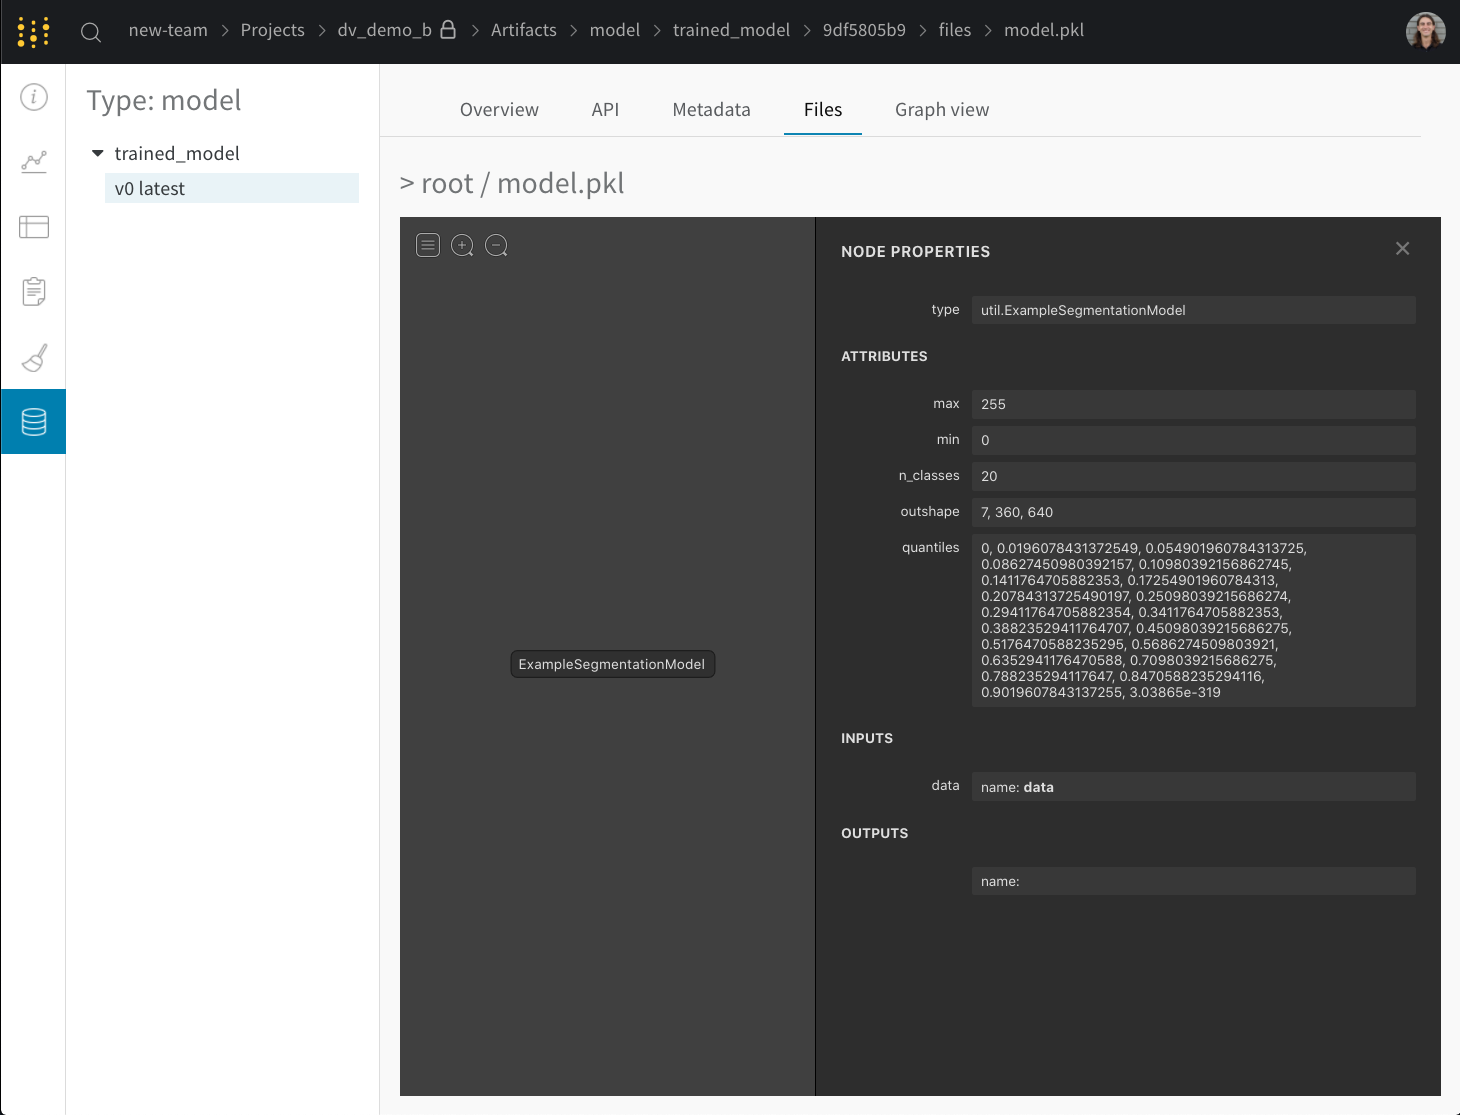 new-team > Projects > dv_demo_b > Artifacts > model > trained_model > 9df5805b9 > files > model.pkl
Type: model
trained_model
v0 latest
Overview API Metadata Files Graph view
> root / model.pkl
ExampleSegmentationModel
NODE PROPERTIES
type util.ExampleSegmentationModel
ATTRIBUTES
max 255
min 0
n_classes 20
outshape 7, 360, 640
quantiles 0, 0.0196078431372549, 0.054901960784313725,
0.08627450980392157, 0.10980392156862745,
0.1411764705882353, 0.17254901960784313,
0.20784313725490197, 0.25098039215686274,
0.29411764705882354, 0.3411764705882353,
0.38823529411764707, 0.45098039215686275,
0.5176470588235295, 0.5686274509803921,
0.6352941176470588, 0.7098039215686275,
0.788235294117647, 0.8470588235294116,
0.9019607843137255, 3.03865e-319
INPUTS
data name: data
OUTPUTS
name: